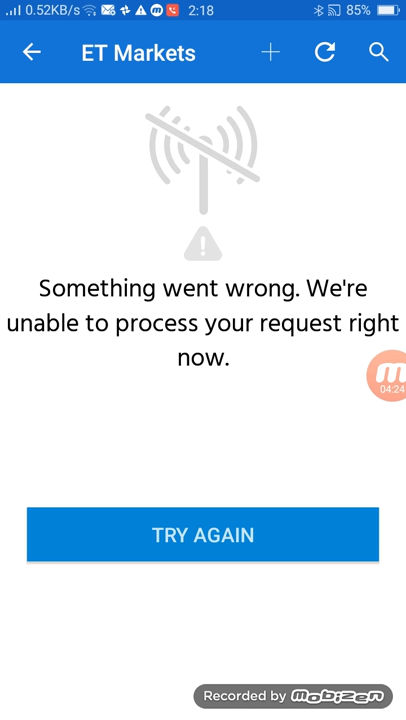 0.52KB/s 2:18 85%
ET Markets
Something went wrong. We're
unable to process your request right
now.
04:24
TRY AGAIN
Recorded by mobizen